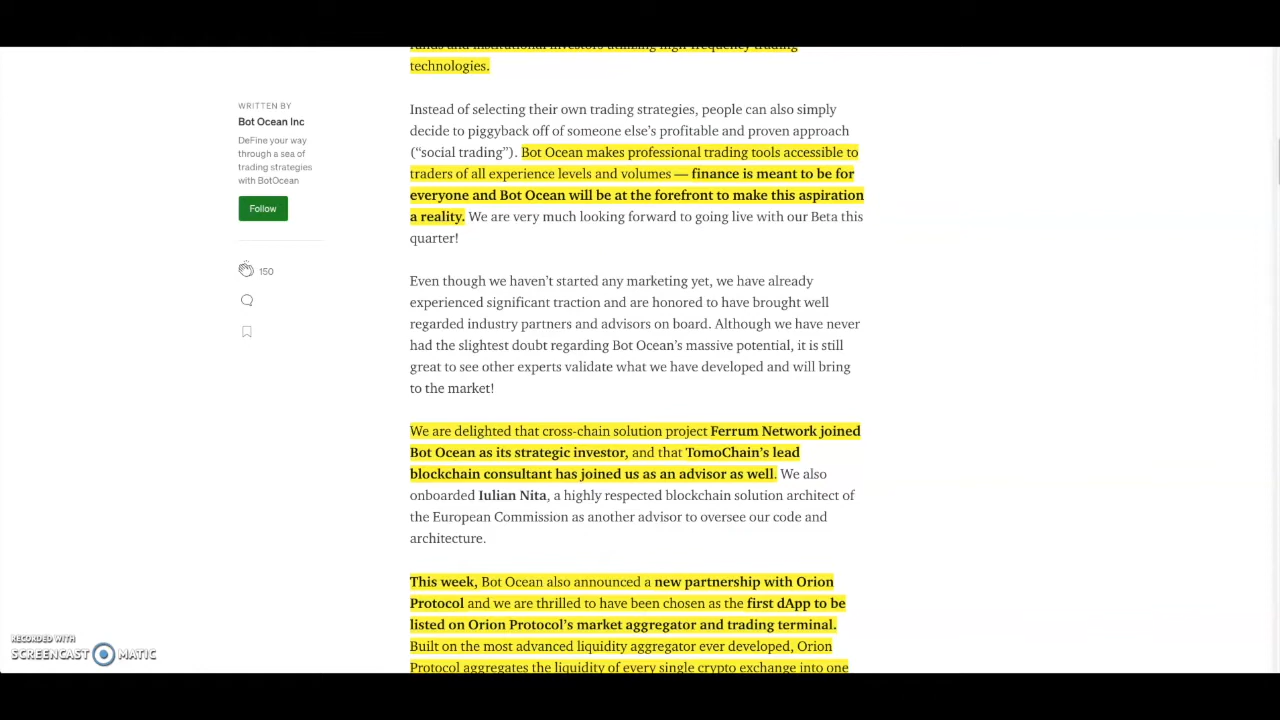 funds and institutional investors utilizing high-frequency trading
technologies.
WRITTEN BY
Bot Ocean Inc
DeFine your way
through a sea of
trading strategies
with BotOcean
Follow
150
Instead of selecting their own trading strategies, people can also simply
decide to piggyback off of someone else’s profitable and proven approach
(“social trading”). Bot Ocean makes professional trading tools accessible to
traders of all experience levels and volumes — finance is meant to be for
everyone and Bot Ocean will be at the forefront to make this aspiration
a reality. We are very much looking forward to going live with our Beta this
quarter!
Even though we haven’t started any marketing yet, we have already
experienced significant traction and are honored to have brought well
regarded industry partners and advisors on board. Although we have never
had the slightest doubt regarding Bot Ocean’s massive potential, it is still
great to see other experts validate what we have developed and will bring
to the market!
We are delighted that cross-chain solution project Ferrum Network joined
Bot Ocean as its strategic investor, and that TomoChain’s lead
blockchain consultant has joined us as an advisor as well. We also
onboarded Iulian Nita, a highly respected blockchain solution architect of
the European Commission as another advisor to oversee our code and
architecture.
This week, Bot Ocean also announced a new partnership with Orion
Protocol and we are thrilled to have been chosen as the first dApp to be
listed on Orion Protocol’s market aggregator and trading terminal.
Built on the most advanced liquidity aggregator ever developed, Orion
Protocol aggregates the liquidity of every single crypto exchange into one
RECORDED WITH
SCREENCAST MATIC